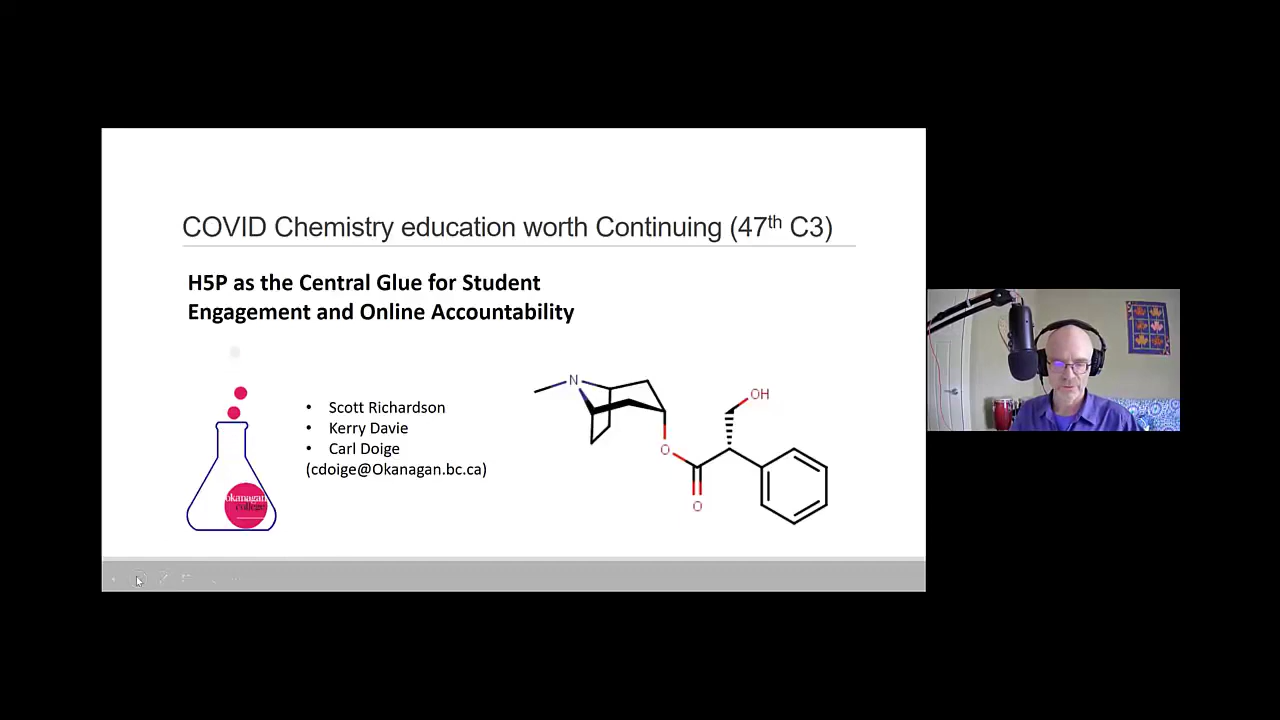 COVID Chemistry education worth Continuing (47th C3)
H5P as the Central Glue for Student
Engagement and Online Accountability
• Scott Richardson
• Kerry Davie
• Carl Doige
(cdoige@Okanagan.bc.ca)
okanagan
college
N
OH
O
O